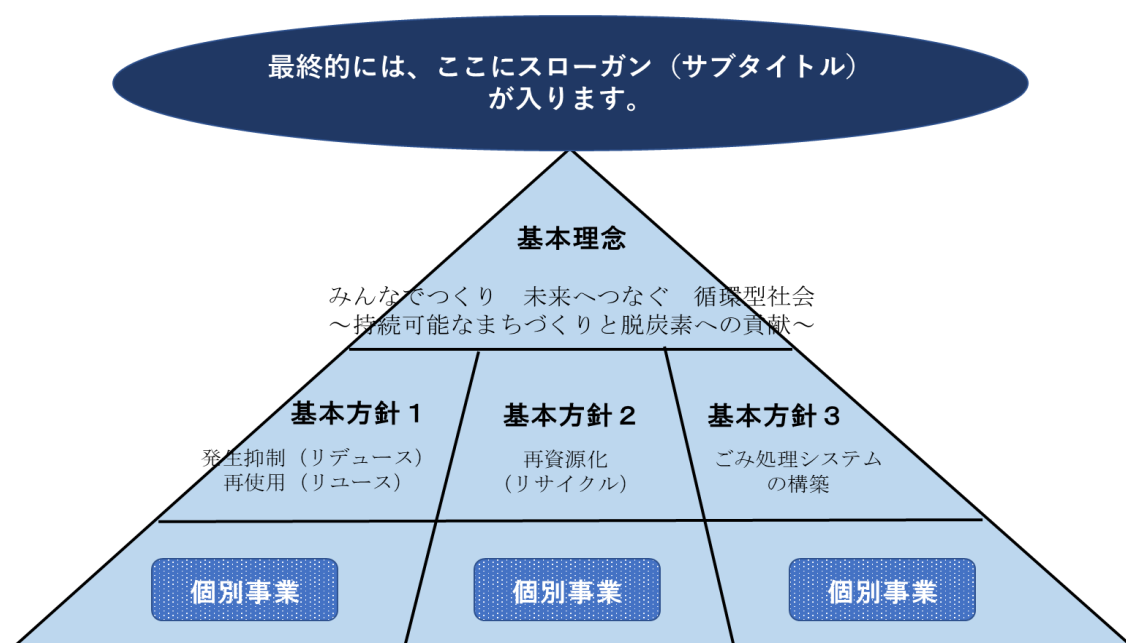 最終的には、ここにスローガン（サブタイトル）
が入ります。
基本理念
みんなでつくり　未来へつなぐ　循環型社会
～持続可能なまちづくりと脱炭素への貢献～
基本方針１
発生抑制（リデュース）
再使用（リユース）
基本方針２
再資源化
（リサイクル）
基本方針３
ごみ処理システム
の構築
個別事業
個別事業
個別事業